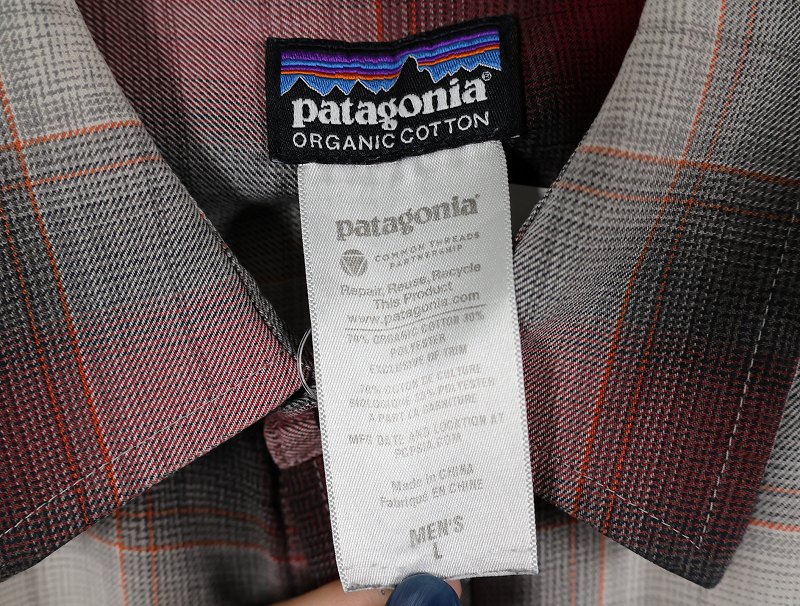 patagonia®
ORGANIC COTTON
patagonia®
COMMON THREADS
PARTNERSHIP
Repair, Reuse, Recycle
This Product
www.patagonia.com
70% ORGANIC COTTON 30%
POLYESTER
EXCLUSIVE OF TRIM
70% COTON DE CULTURE
BIOLOGIQUE 30% POLYESTER
À PART LA GARNITURE
MFG DATE AND LOCATION AT
PCPSIA.COM
Made in CHINA
Fabriqué EN CHINE
MEN'S
L